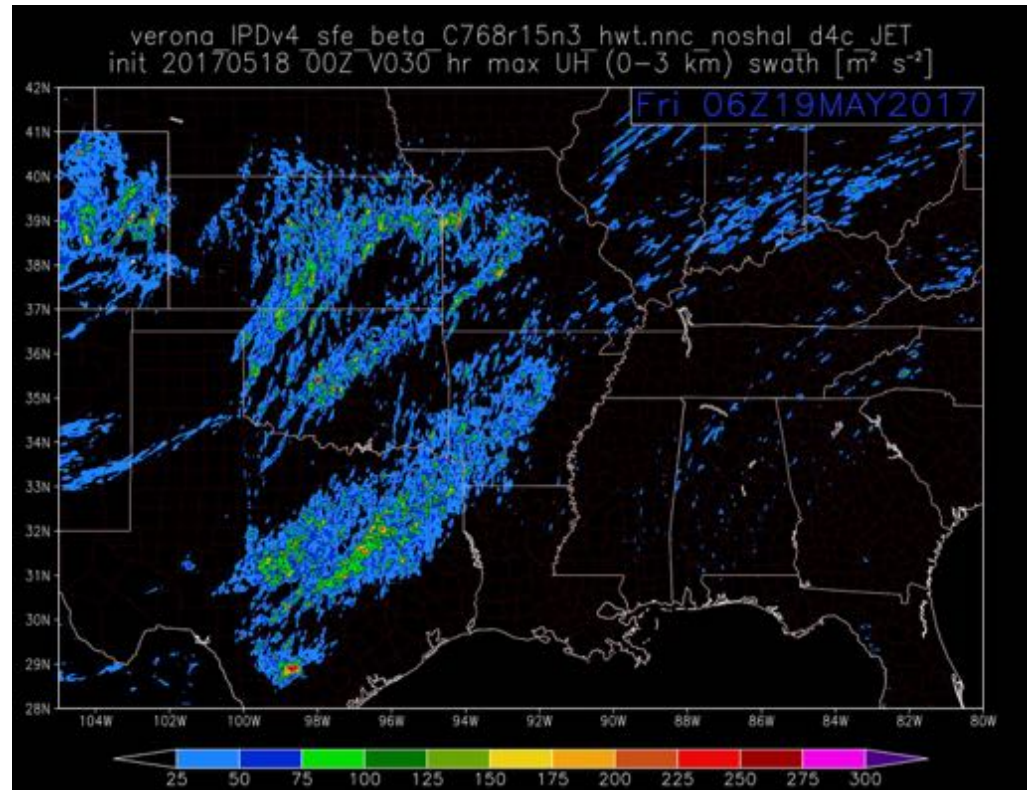 verona_IPDv4_sfe_beta_C768r15n3_hwt.nnc_noshal_d4c_JET
init 20170518 00Z V030 hr max UH (0-3 km) swath [m² s⁻²]
Fri 06Z19MAY2017
42N
41N
40N
39N
38N
37N
36N
35N
34N
33N
32N
31N
30N
29N
28N
104W 102W 100W 98W 96W 94W 92W 90W 88W 86W 84W 82W 80W
25 50 75 100 125 150 175 200 225 250 275 300